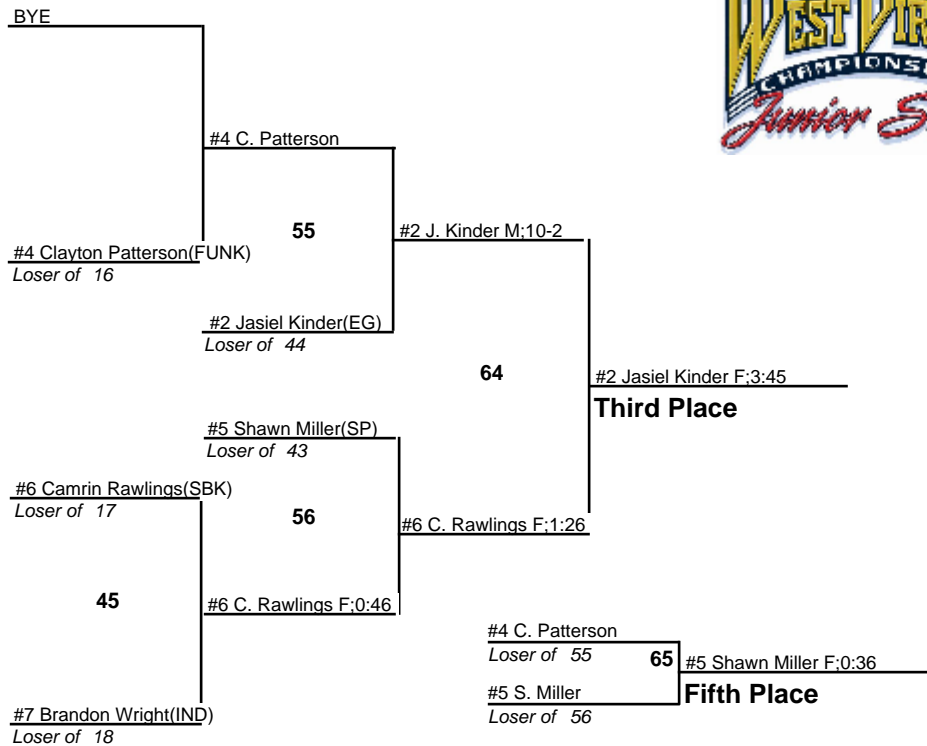 BYE
WEST
CHAMPIONS
Junior
#4 C. Patterson
55
#2 J. Kinder M;10-2
#4 Clayton Patterson(FUNK)
Loser of 16
#2 Jasiel Kinder(EG)
Loser of 44
64
#2 Jasiel Kinder F;3:45
Third Place
#5 Shawn Miller(SP)
Loser of 43
#6 Camrin Rawlings(SBK)
Loser of 17
56
#6 C. Rawlings F;1:26
45
#6 C. Rawlings F;0:46
#4 C. Patterson
Loser of 55
65
#5 Shawn Miller F;0:36
Fifth Place
#5 S. Miller
Loser of 56
#7 Brandon Wright(IND)
Loser of 18